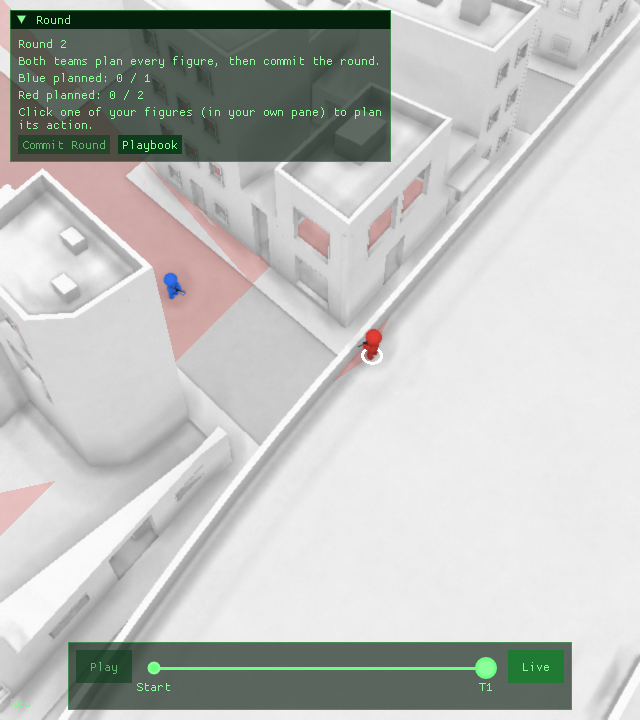 Round
Round 2
Both teams plan every figure, then commit the round.
Blue planned: 0 / 1
Red planned: 0 / 2
Click one of your figures (in your own pane) to plan
its action.
Commit Round
Playbook
Play
Live
Start
T1